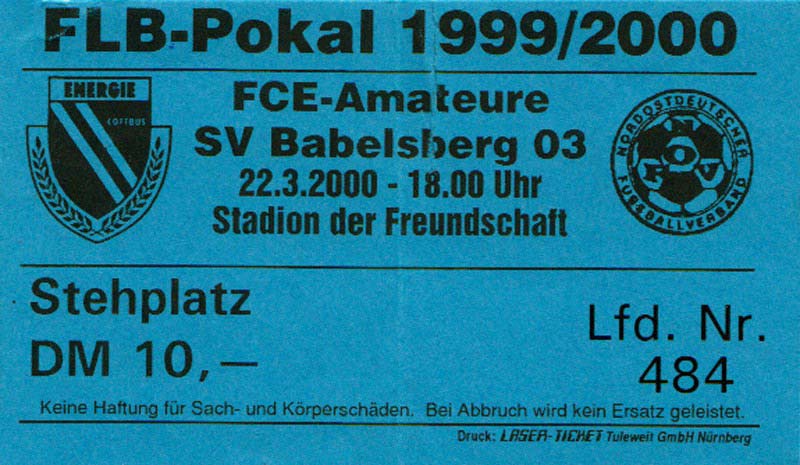 FLB-Pokal 1999/2000
ENERGIE
COTTBUS
FCE-Amateure
SV Babelsberg 03
22.3.2000 - 18.00 Uhr
Stadion der Freundschaft
NORDOSTDEUTSCHER
NOFV
FUSSBALLVERBAND
Stehplatz
DM 10,—
Lfd. Nr.
484
Keine Haftung für Sach- und Körperschäden. Bei Abbruch wird kein Ersatz geleistet.
Druck: LASER-TICKET Tuleweit GmbH Nürnberg